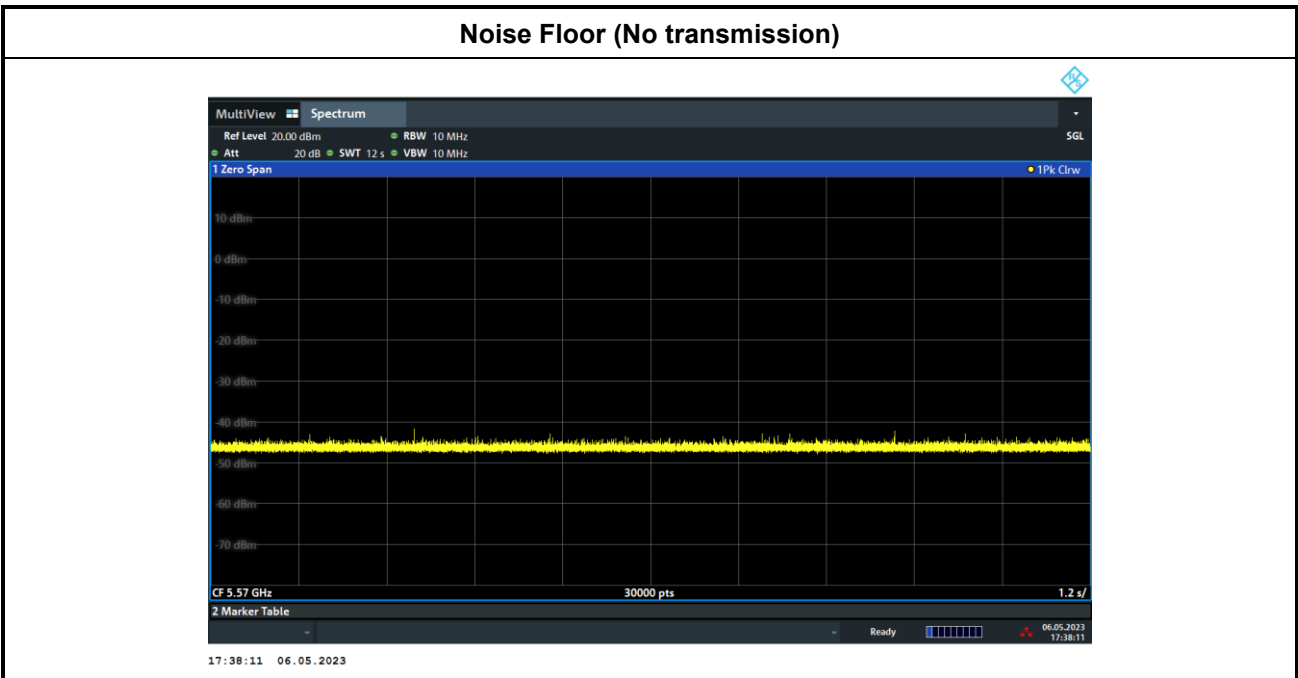 Noise Floor (No transmission)
R S
MultiView Spectrum
Ref Level 20.00 dBm RBW 10 MHz SGL
Att 20 dB SWT 12 s VBW 10 MHz
1 Zero Span 1Pk Clrw
10 dBm
0 dBm
-10 dBm
-20 dBm
-30 dBm
-40 dBm
-50 dBm
-60 dBm
-70 dBm
CF 5.57 GHz 30000 pts 1.2 s/
2 Marker Table
Ready 06.05.2023
17:38:11
17:38:11 06.05.2023